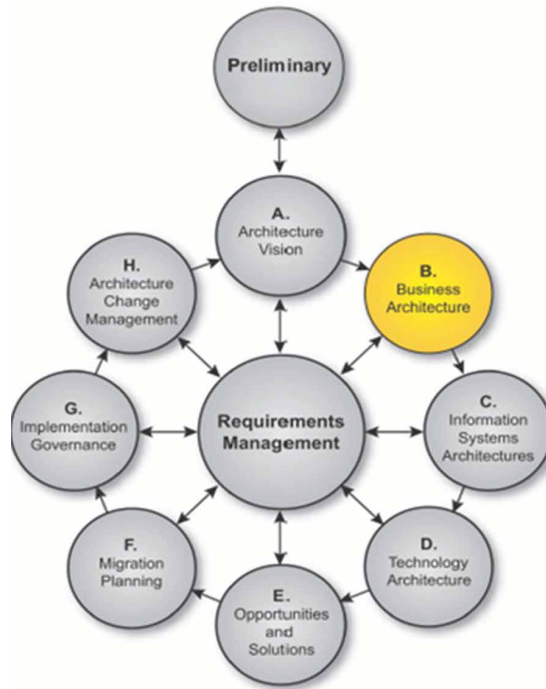 Preliminary
A.
Architecture
Vision
B.
Business
Architecture
C.
Information
Systems
Architectures
D.
Technology
Architecture
E.
Opportunities
and
Solutions
F.
Migration
Planning
G.
Implementation
Governance
H.
Architecture
Change
Management
Requirements
Management